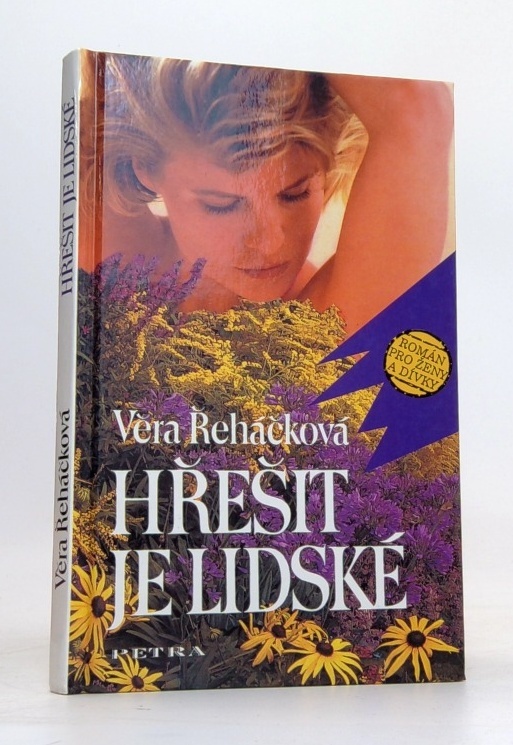 HŘEŠIT JE LIDSKÉ
Věra Řeháčková
ROMÁN
PRO ŽENY
A DÍVKY
Věra Řeháčková
HŘEŠIT
JE LIDSKÉ
PETRA